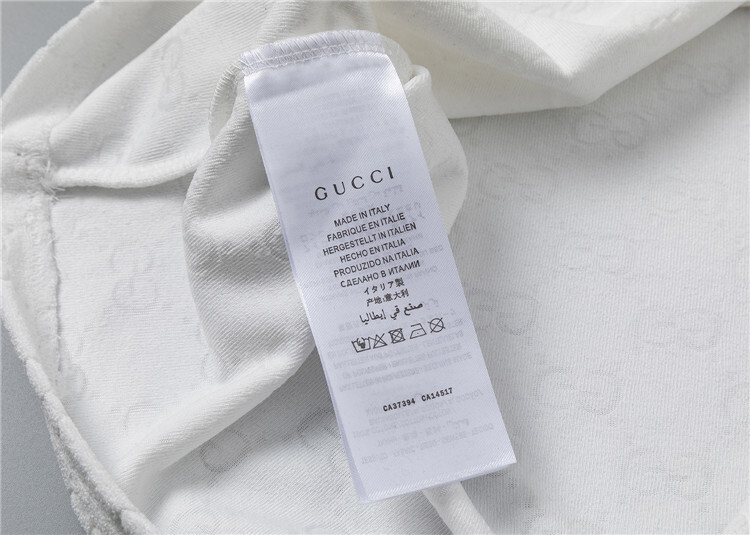 GUCCI
MADE IN ITALY
FABRIQUE EN ITALIE
HERGESTELLT IN ITALIEN
HECHO EN ITALIA
PRODUZIDO NA ITALIA
СДЕЛАНО В ИТАЛИИ
イタリア製
产地:意大利
صنع في إيطاليا
CA37394 CA14517